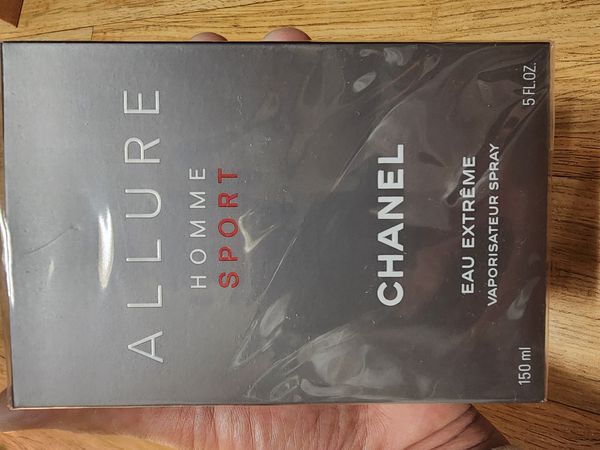 ALLURE
HOMME
SPORT
CHANEL
EAU EXTRÊME
VAPORISATEUR SPRAY
150 ml 5 FL.OZ.